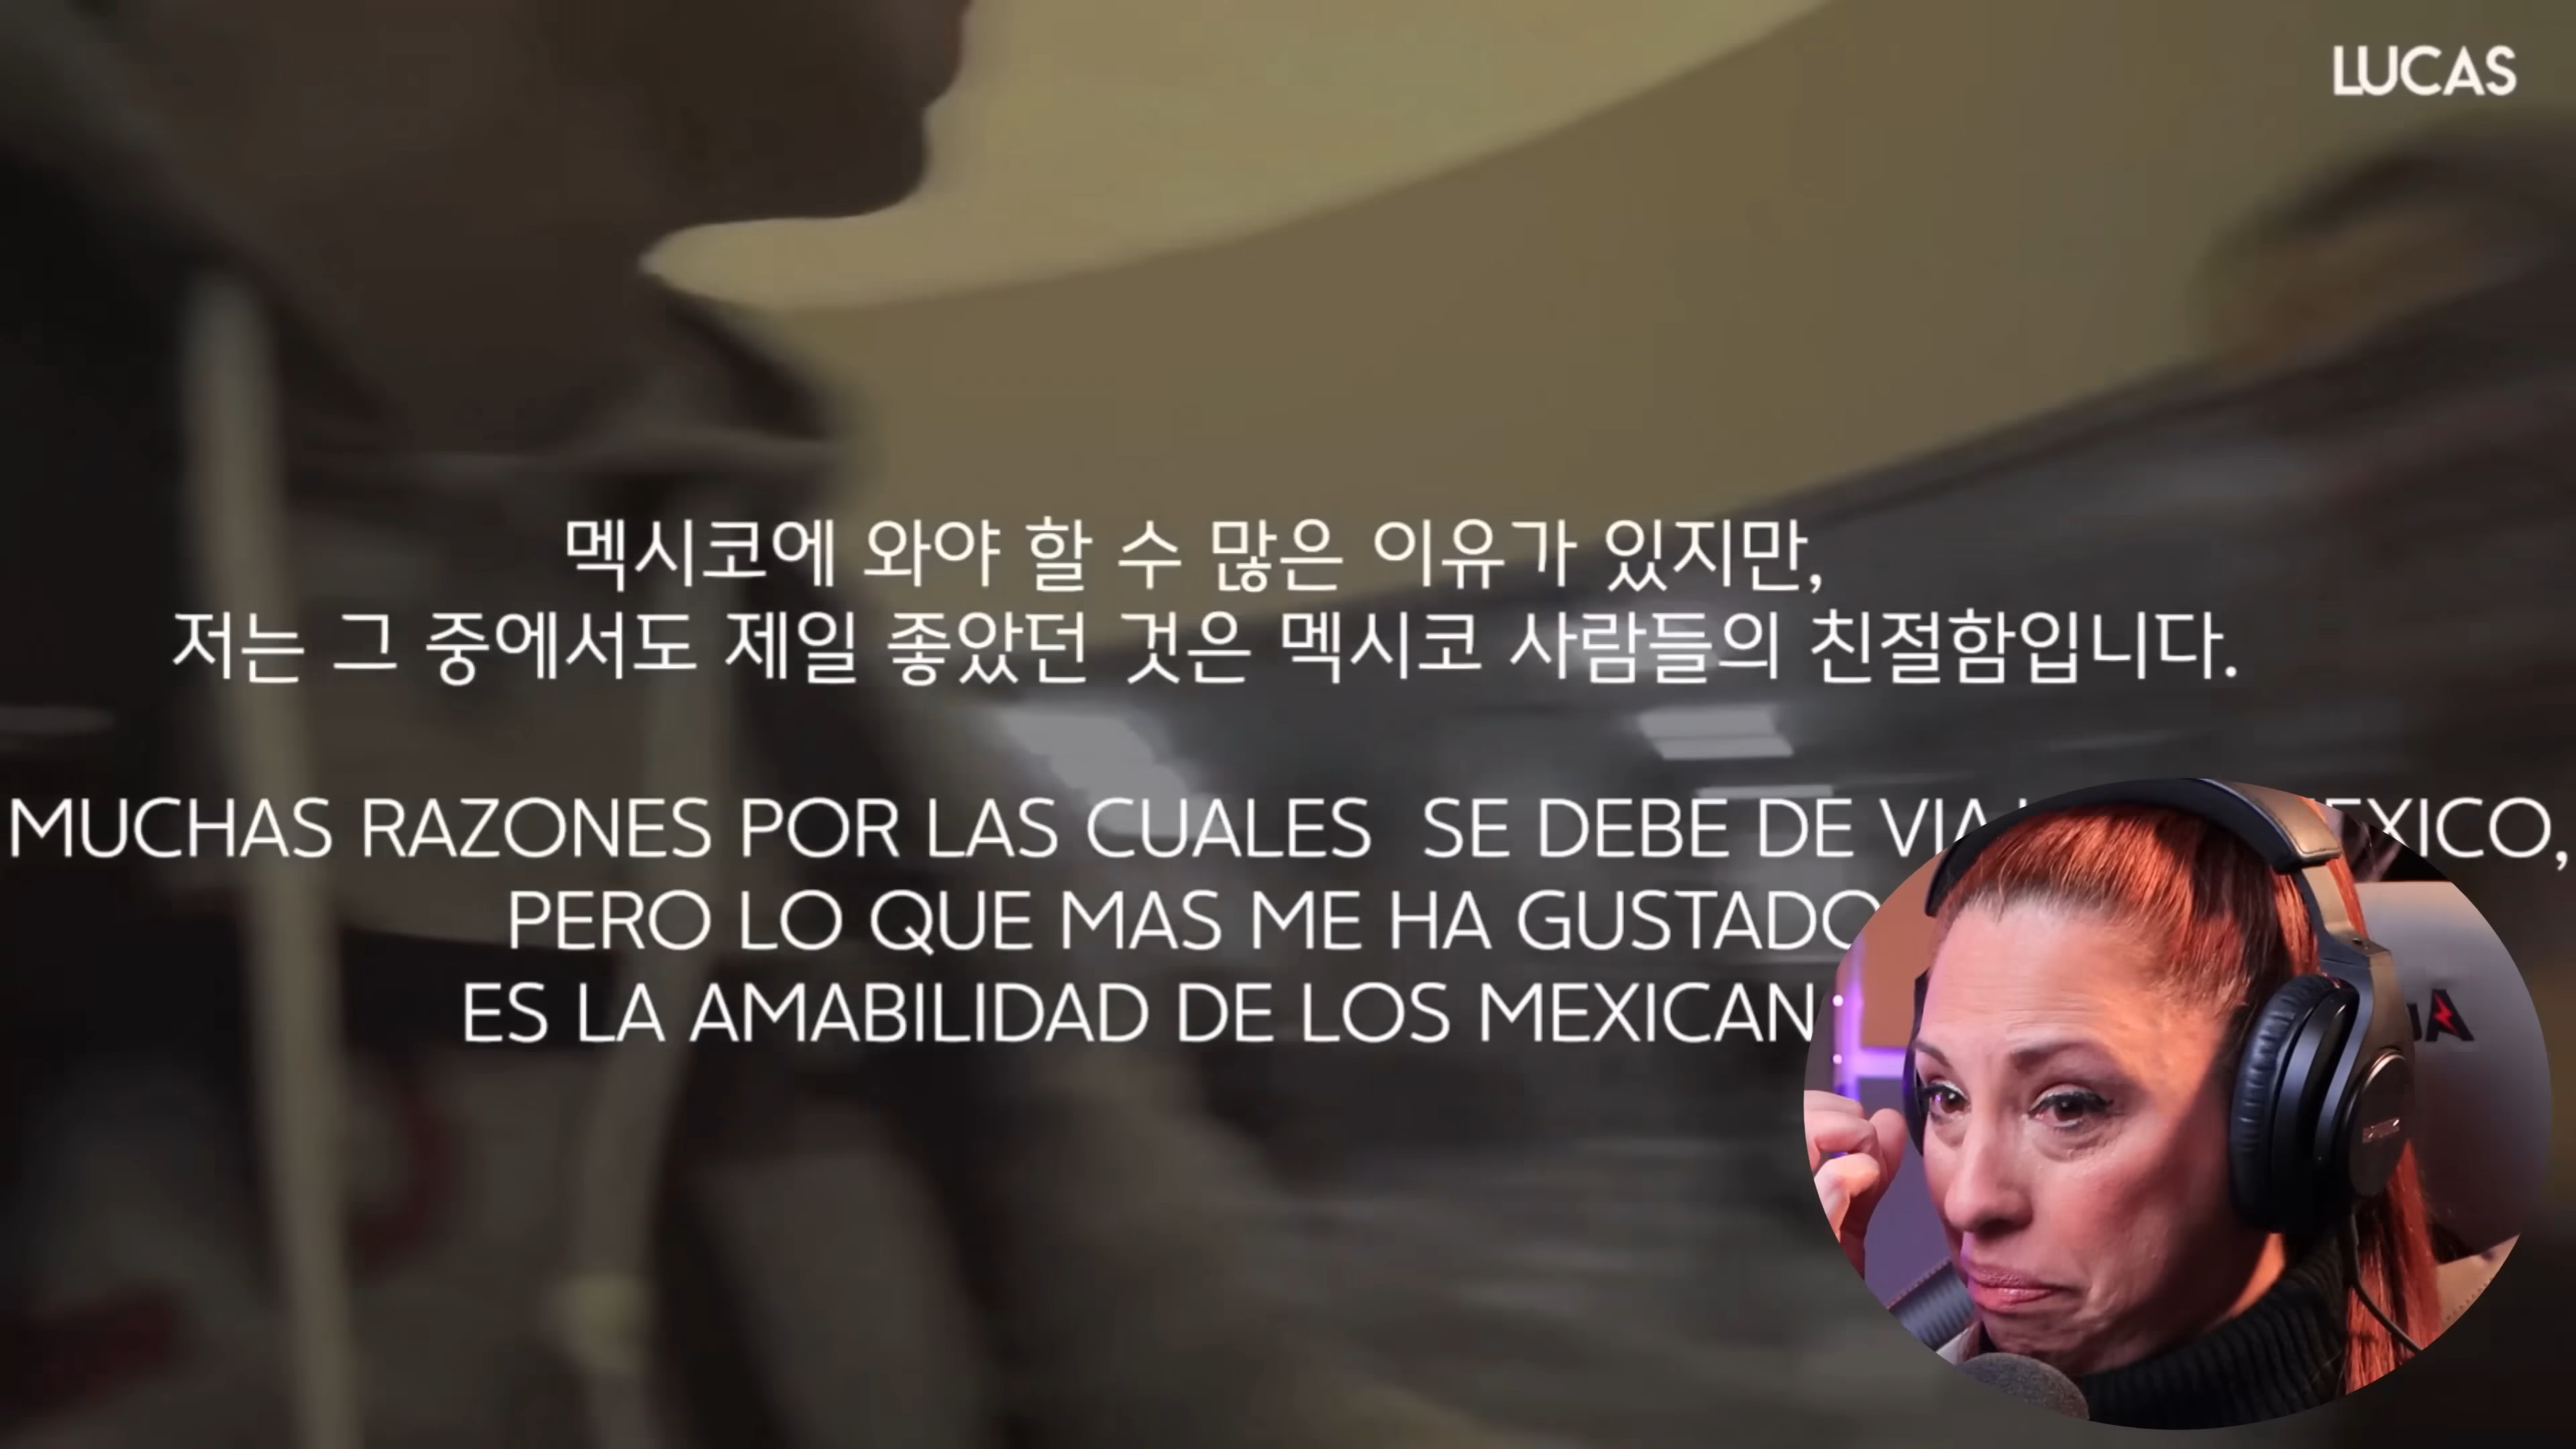 LUCAS
멕시코에 와야 할 수 많은 이유가 있지만,
저는 그 중에서도 제일 좋았던 것은 멕시코 사람들의 친절함입니다.
MUCHAS RAZONES POR LAS CUALES SE DEBE DE
PERO LO QUE MAS ME HA GUSTADO
ES LA AMABILIDAD DE LOS